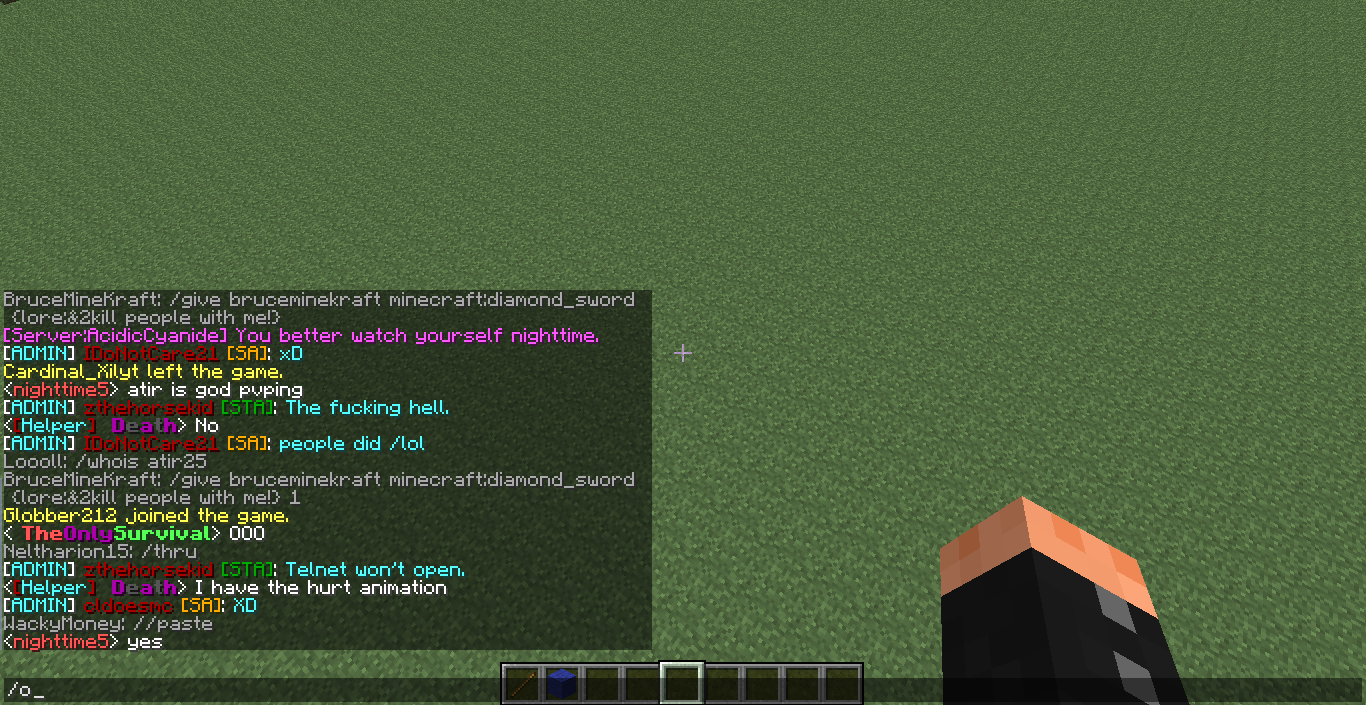 BruceMineKraft: /give bruceminekraft minecraft:diamond_sword
{lore:&2kill people with me!}
[Server:AcidicCyanide] You better watch yourself nighttime.
[ADMIN] IDoNotCare21 [SA]: xD
Cardinal_Xilyt left the game.
<nighttime5> atir is god pvping
[ADMIN] zthehorsekid [STA]: The fucking hell.
<[Helper] Death> No
[ADMIN] IDoNotCare21 [SA]: people did /lol
Loooll: /whois atir25
BruceMineKraft: /give bruceminekraft minecraft:diamond_sword
{lore:&2kill people with me!} 1
Globber212 joined the game.
< TheOnlySurvival> OOO
Neltharion15: /thru
[ADMIN] zthehorsekid [STA]: Telnet won't open.
<[Helper] Death> I have the hurt animation
[ADMIN] cldoesmc [SA]: XD
WackyMoney: //paste
<nighttime5> yes
/o_